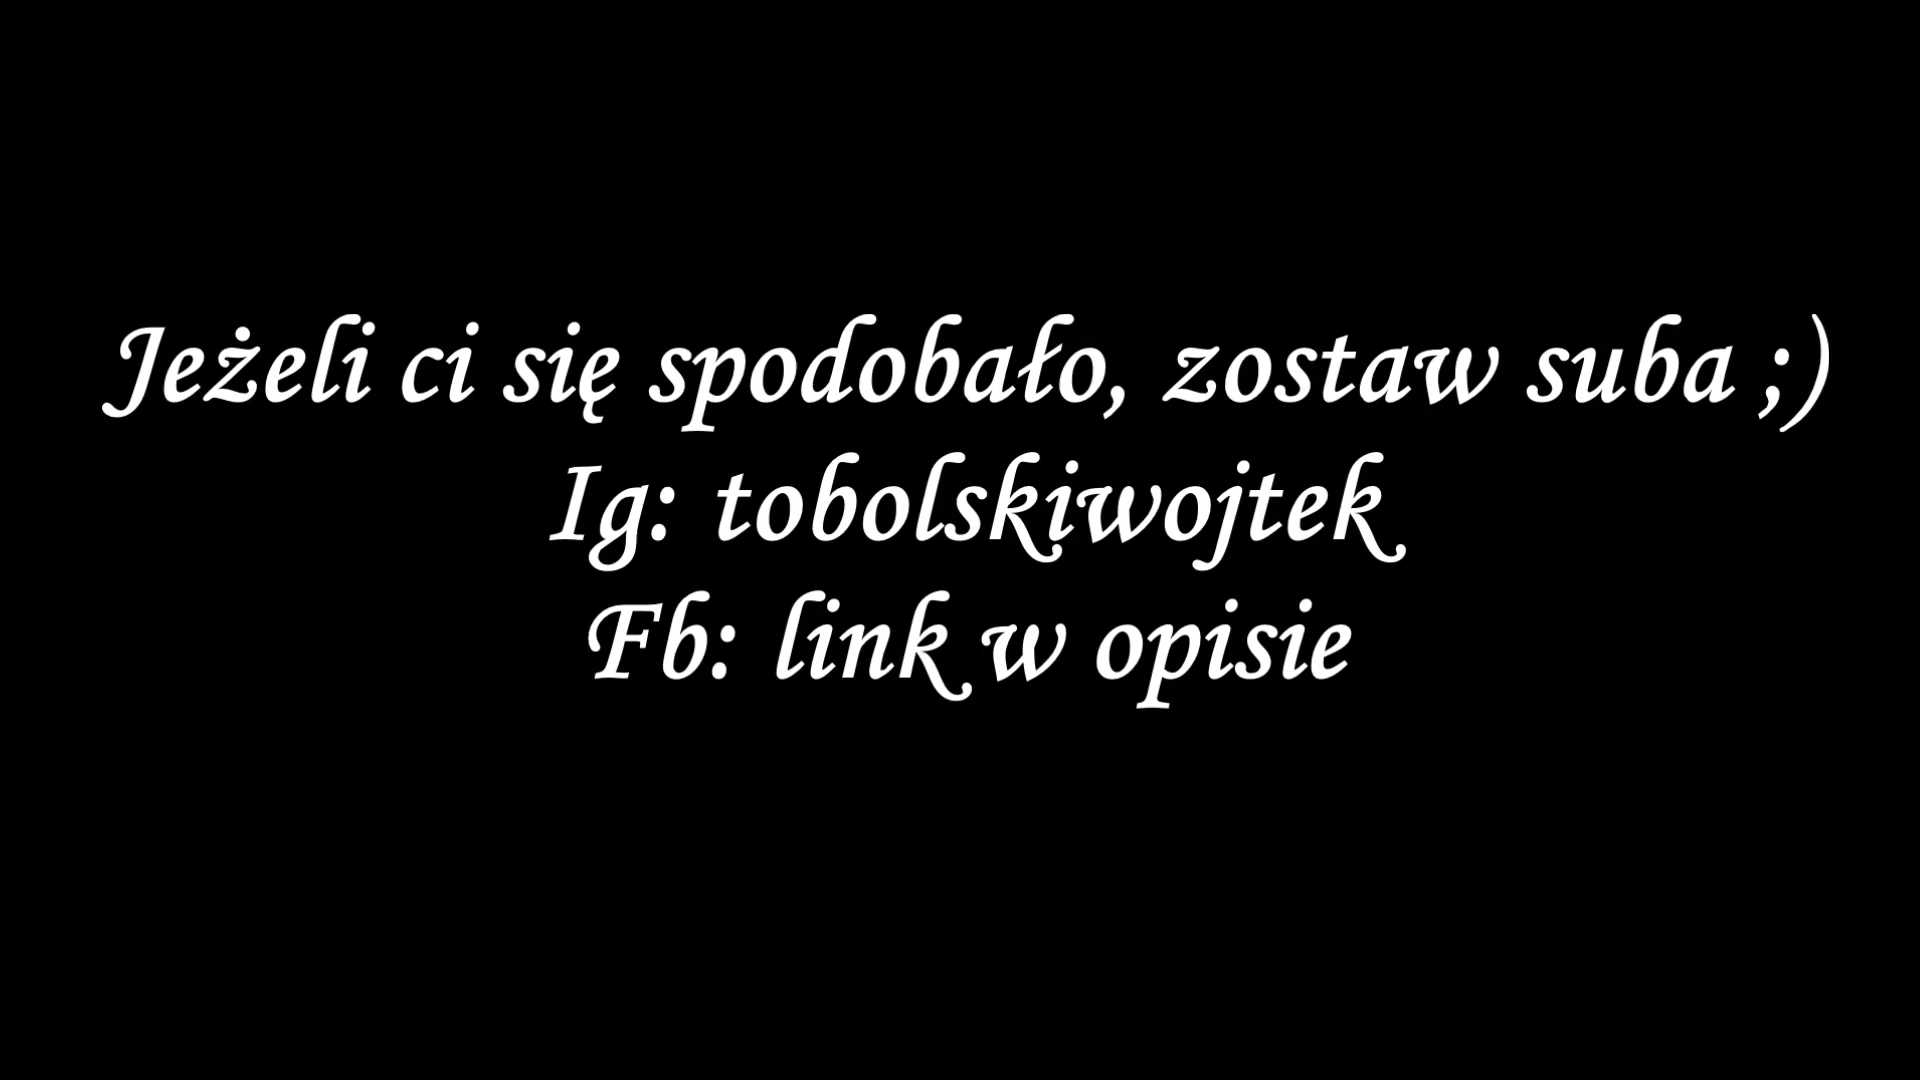 Jeżeli ci się spodobało, zostaw suba ;)
Ig: tobolskiwojtek
Fb: link w opisie